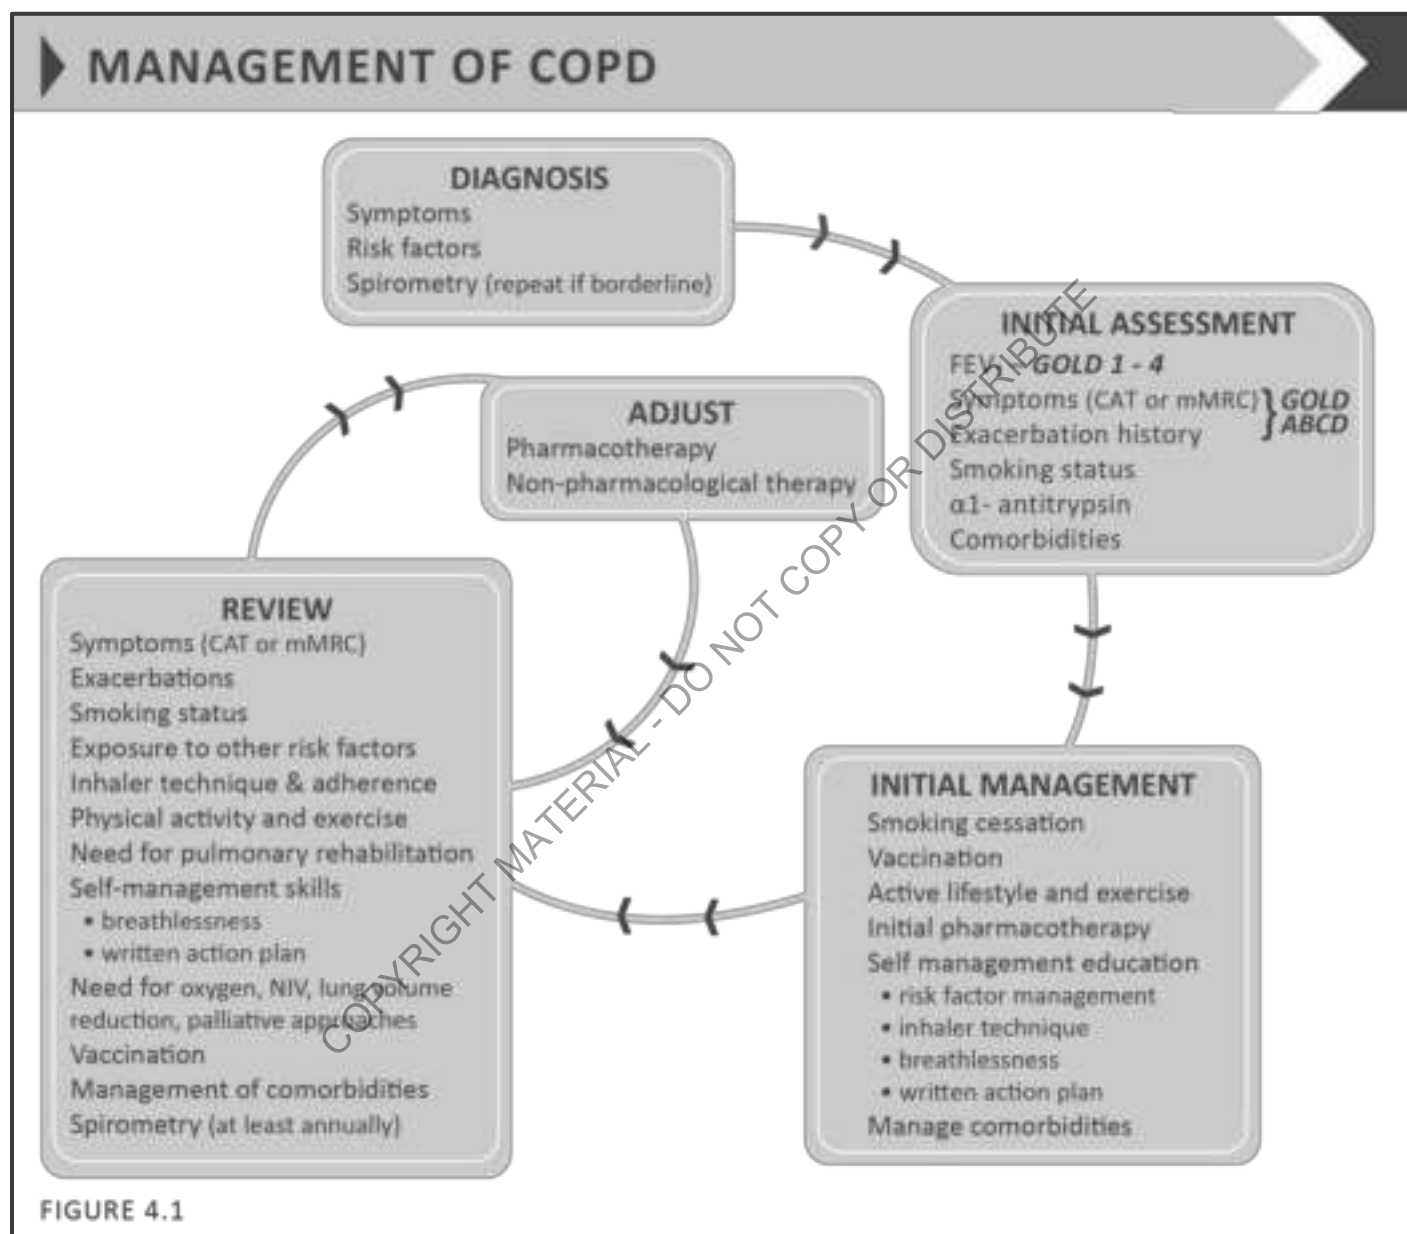 MANAGEMENT OF COPD
DIAGNOSIS
Symptoms
Risk factors
Spirometry (repeat if borderline)
INITIAL ASSESSMENT
FEV₁ – GOLD 1 - 4
Symptoms (CAT or mMRC)
Exacerbation history
GOLD
ABCD
Smoking status
α1- antitrypsin
Comorbidities
ADJUST
Pharmacotherapy
Non-pharmacological therapy
REVIEW
Symptoms (CAT or mMRC)
Exacerbations
Smoking status
Exposure to other risk factors
Inhaler technique & adherence
Physical activity and exercise
Need for pulmonary rehabilitation
Self-management skills
• breathlessness
• written action plan
Need for oxygen, NIV, lung volume
reduction, palliative approaches
Vaccination
Management of comorbidities
Spirometry (at least annually)
INITIAL MANAGEMENT
Smoking cessation
Vaccination
Active lifestyle and exercise
Initial pharmacotherapy
Self management education
• risk factor management
• inhaler technique
• breathlessness
• written action plan
Manage comorbidities
COPYRIGHT MATERIAL - DO NOT COPY OR DISTRIBUTE
FIGURE 4.1